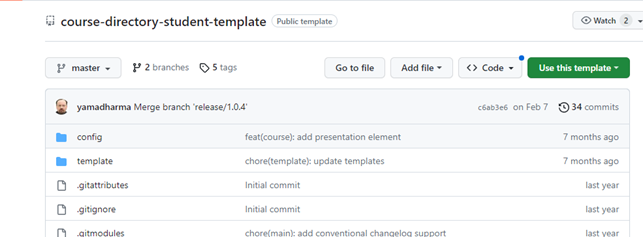 course-directory-student-template Public template Watch 2
master 2 branches 5 tags Go to file Add file Code Use this template
yamadharma Merge branch 'release/1.0.4' c6ab3e6 on Feb 7 34 commits
config feat(course): add presentation element 7 months ago
template chore(template): update templates 7 months ago
.gitattributes Initial commit last year
.gitignore Initial commit last year
.gitmodules chore(main): add conventional changelog support last year